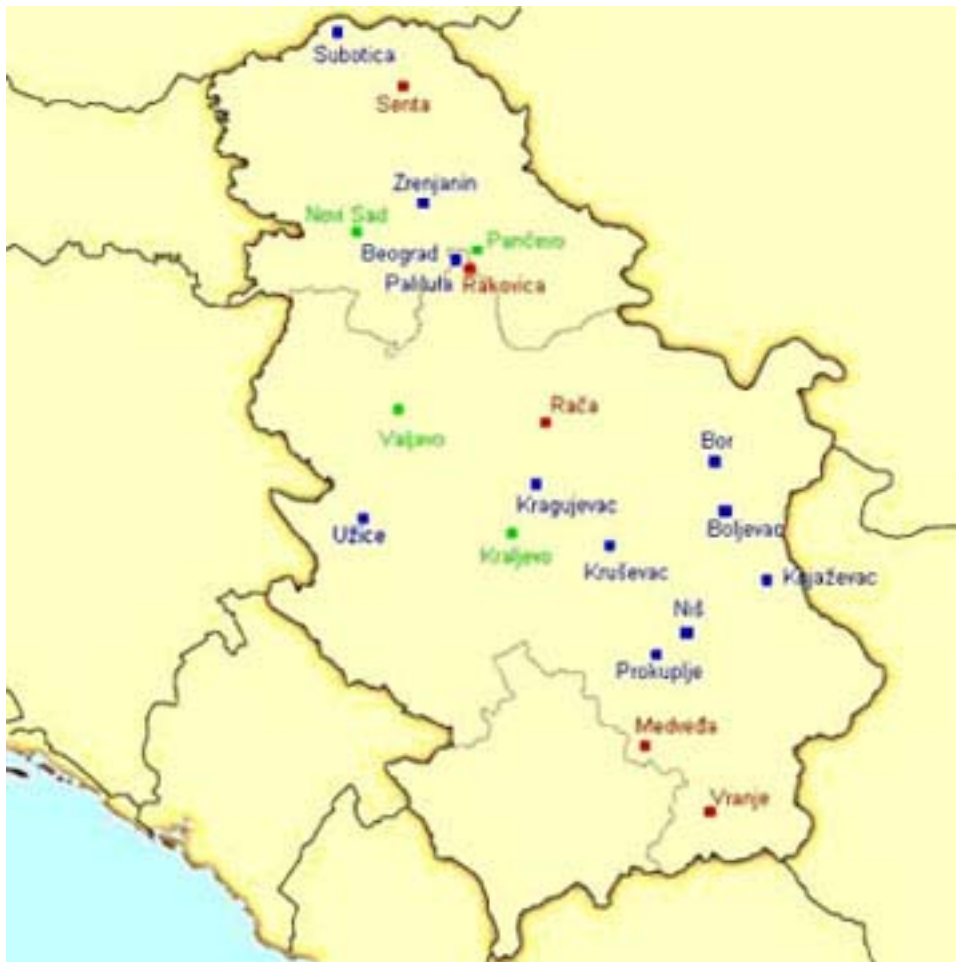 Subotica
Senta
Zrenjanin
Novi Sad
Pančevo
Beograd
Palilula Rakovica
Rača
Valjevo
Bor
Kragujevac
Boljevac
Užice
Kraljevo
Kruševac
Knjaževac
Niš
Prokuplje
Medveđa
Vranje